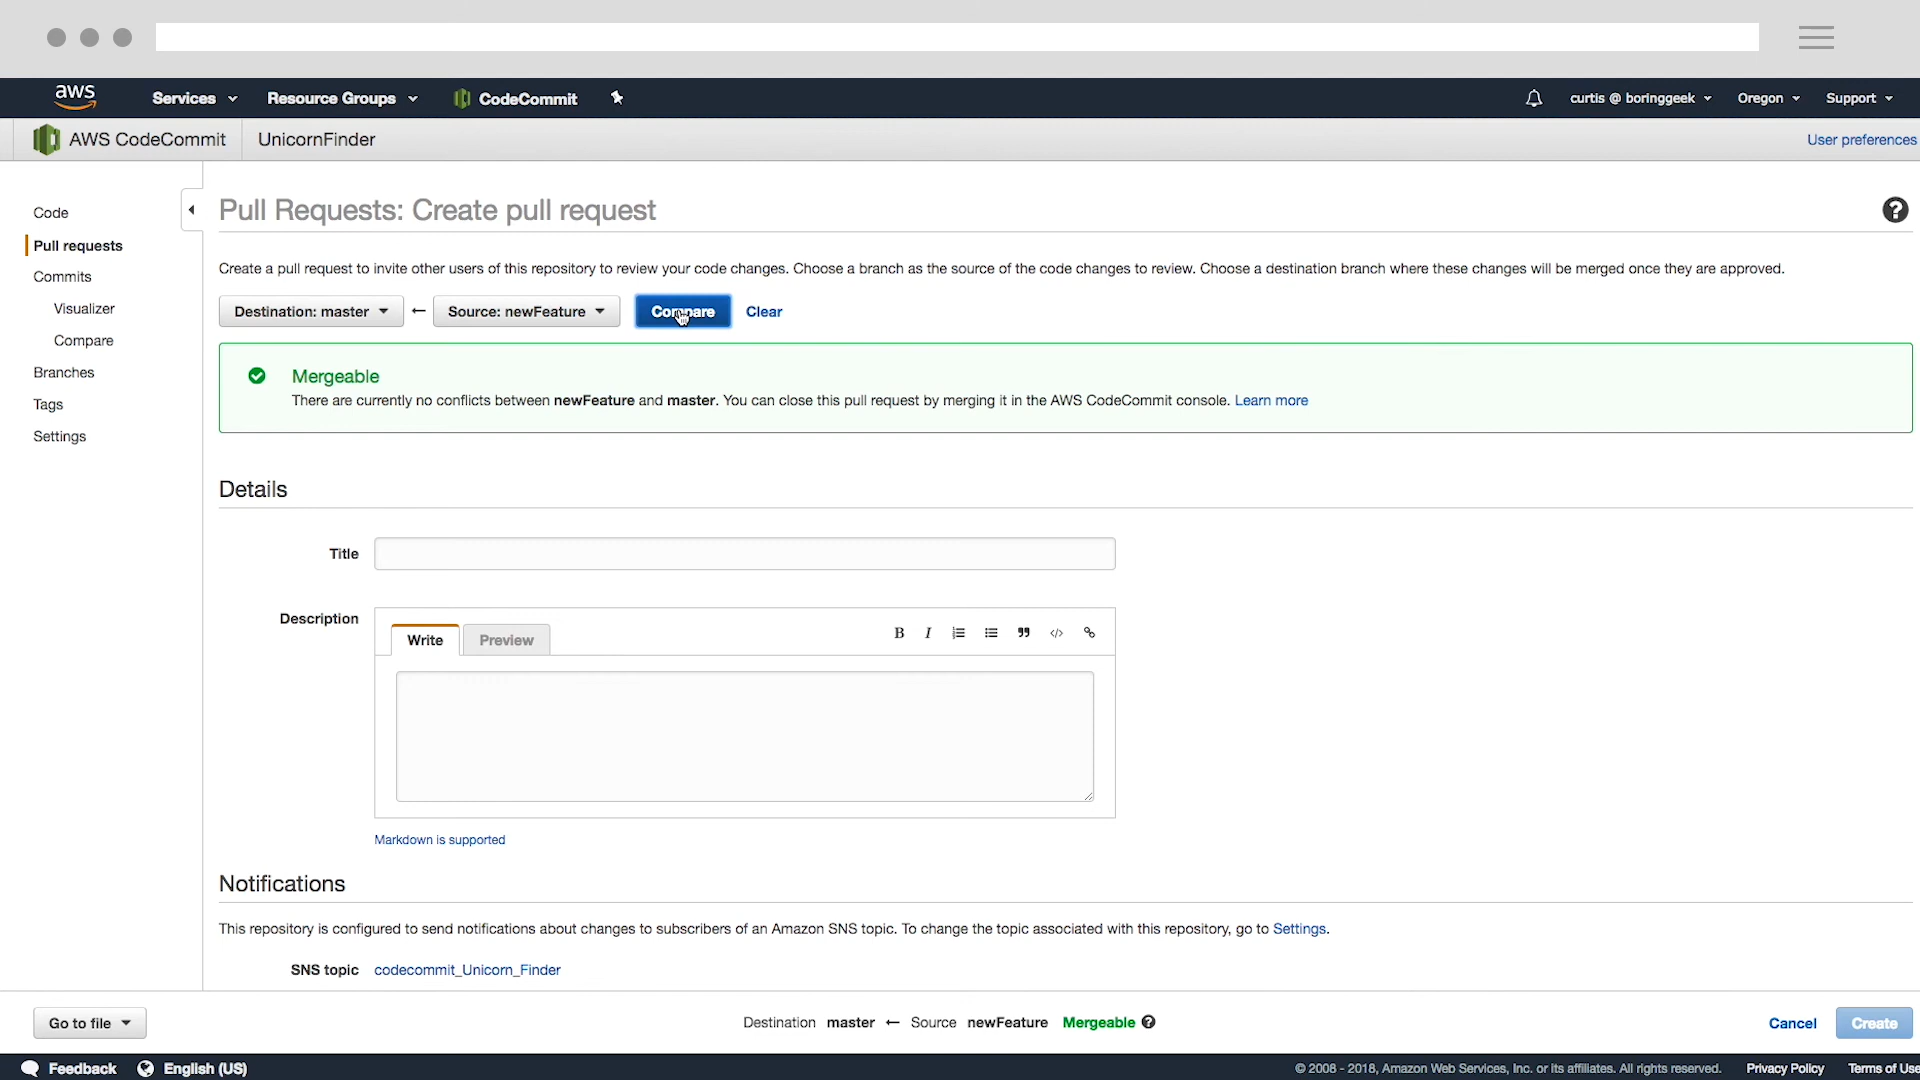 aws Services Resource Groups CodeCommit curtis @ boringgeek Oregon Support
AWS CodeCommit UnicornFinder User preferences
Code
Pull requests
Commits
Visualizer
Compare
Branches
Tags
Settings
Pull Requests: Create pull request
Create a pull request to invite other users of this repository to review your code changes. Choose a branch as the source of the code changes to review. Choose a destination branch where these changes will be merged once they are approved.
Destination: master ← Source: newFeature Compare Clear
Mergeable
There are currently no conflicts between newFeature and master. You can close this pull request by merging it in the AWS CodeCommit console. Learn more
Details
Title
Description
Write Preview B I
Markdown is supported
Notifications
This repository is configured to send notifications about changes to subscribers of an Amazon SNS topic. To change the topic associated with this repository, go to Settings.
SNS topic codecommit_Unicorn_Finder
Go to file Destination master ← Source newFeature Mergeable Cancel Create
Feedback English (US) © 2008 - 2018, Amazon Web Services, Inc. or its affiliates. All rights reserved. Privacy Policy Terms of Use